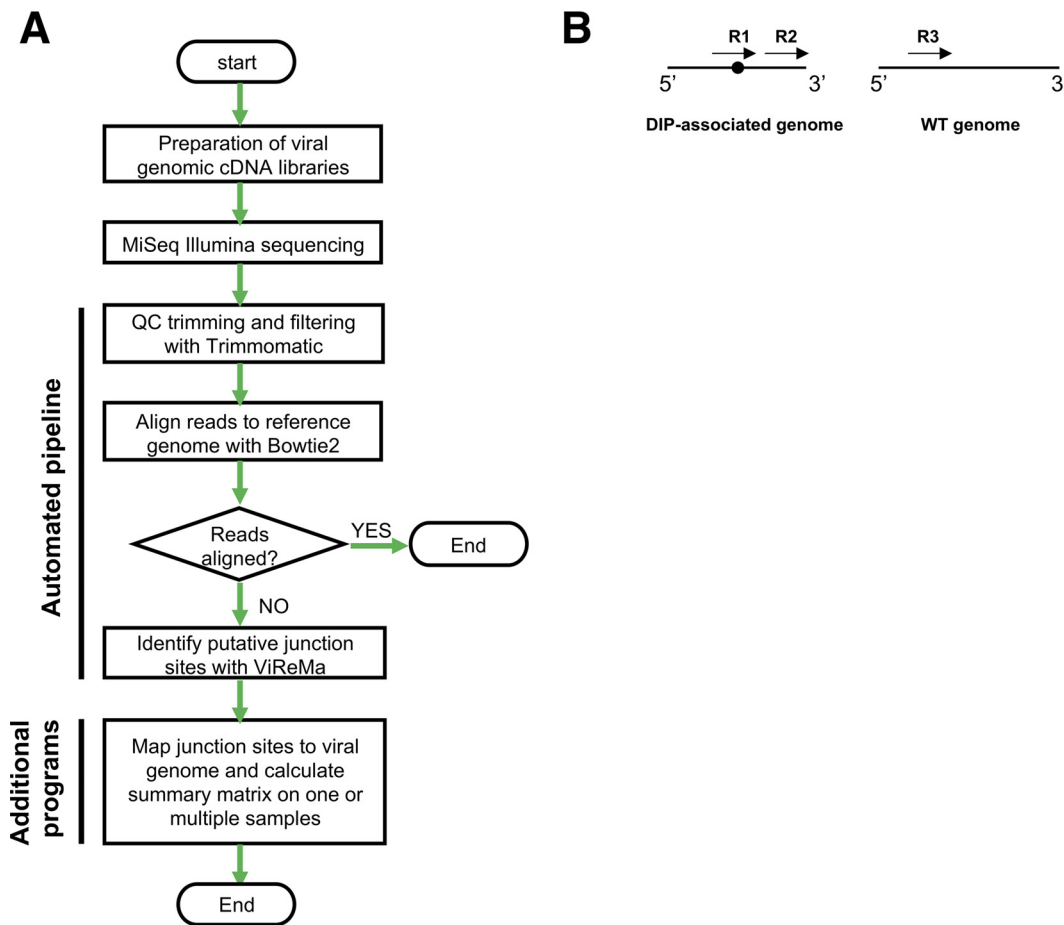 A
start
Preparation of viral
genomic cDNA libraries
MiSeq Illumina sequencing
QC trimming and filtering
with Trimmomatic
Align reads to reference
genome with Bowtie2
Reads
aligned?
YES
End
NO
Identify putative junction
sites with ViReMa
Automated pipeline
Map junction sites to viral
genome and calculate
summary matrix on one or
multiple samples
Additional
programs
End
B
R1 R2
5’ 3’
DIP-associated genome
R3
5’ 3
WT genome